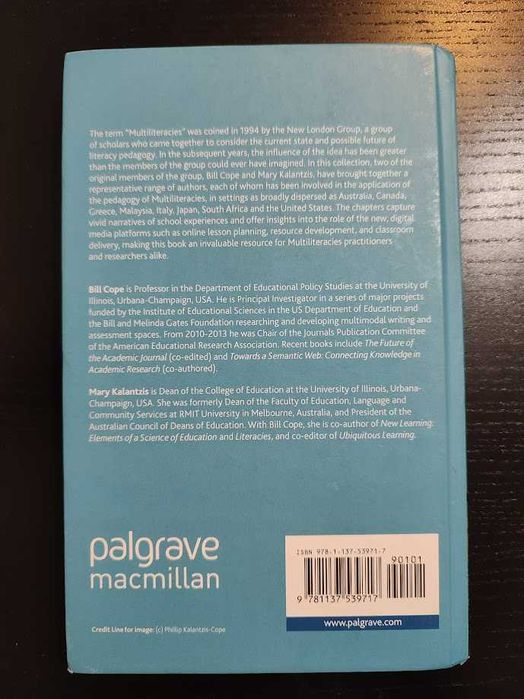 The term "Multiliteracies" was coined in 1994 by the New London Group, a group
of scholars who came together to consider the current state and possible future of
literacy pedagogy. In the subsequent years, the influence of the idea has been greater
than the members of the group could ever have imagined. In this collection, two of the
original members of the group, Bill Cope and Mary Kalantzis, have brought together a
representative range of authors, each of whom has been involved in the application of
the pedagogy of Multiliteracies, in settings as broadly dispersed as Australia, Canada,
Greece, Malaysia, Italy, Japan, South Africa and the United States. The chapters capture
vivid narratives of school experiences and offer insights into the role of the new, digital
media platforms such as online lesson planning, resource development, and classroom
delivery, making this book an invaluable resource for Multiliteracies practitioners
and researchers alike.
Bill Cope is Professor in the Department of Educational Policy Studies at the University of
Illinois, Urbana-Champaign, USA. He is Principal Investigator in a series of major projects
funded by the Institute of Educational Sciences in the US Department of Education and
the Bill and Melinda Gates Foundation researching and developing multimodal writing and
assessment spaces. From 2010-2013 he was Chair of the Journals Publication Committee
of the American Educational Research Association. Recent books include The Future of
the Academic Journal (co-edited) and Towards a Semantic Web: Connecting Knowledge in
Academic Research (co-authored).
Mary Kalantzis is Dean of the College of Education at the University of Illinois, Urbana-
Champaign, USA. She was formerly Dean of the Faculty of Education, Language and
Community Services at RMIT University in Melbourne, Australia, and President of the
Australian Council of Deans of Education. With Bill Cope, she is co-author of New Learning:
Elements of a Science of Education and Literacies, and co-editor of Ubiquitous Learning.
palgrave
macmillan
Credit Line for image: (c) Phillip Kalantzis-Cope
ISBN 978-1-137-53971-7
90101
9 781137 539717
www.palgrave.com